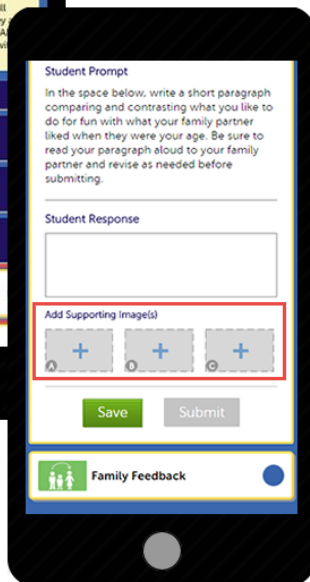 Student Prompt
In the space below, write a short paragraph
comparing and contrasting what you like to
do for fun with what your family partner
liked when they were your age. Be sure to
read your paragraph aloud to your family
partner and revise as needed before
submitting.
Student Response
Add Supporting Image(s)
A B C
Save Submit
Family Feedback